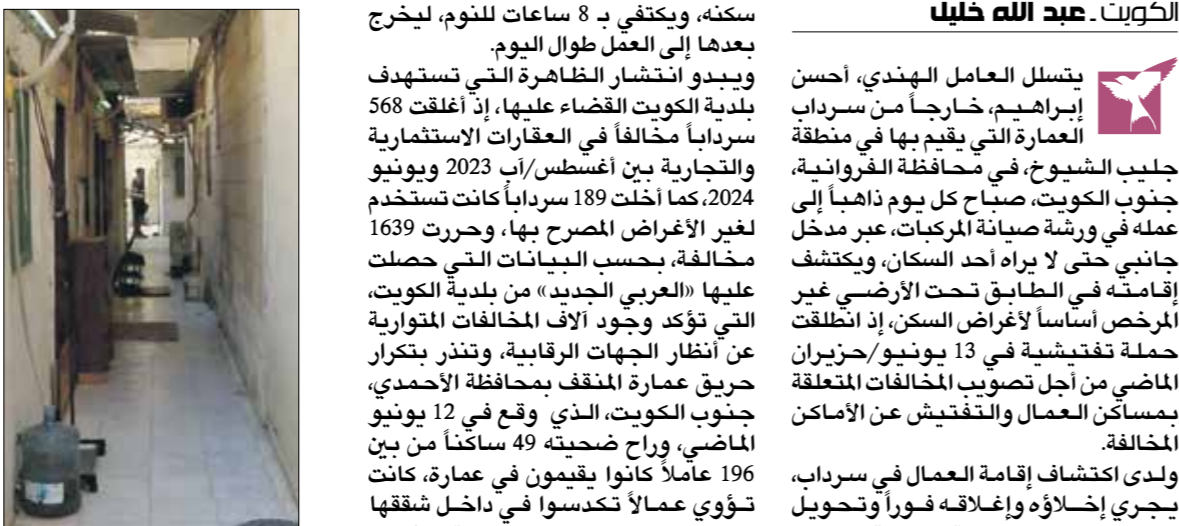 الكويت ـ عبد الله خليل
يتسلل العامل الهندي، أحسن
إبراهيم، خارجاً من سرداب
العمارة التي يقيم بها في منطقة
جليب الشيوخ، في محافظة الفروانية،
جنوب الكويت، صباح كل يوم ذاهباً إلى
عمله في ورشة صيانة المركبات، عبر مدخل
جانبي حتى لا يراه أحد السكان، ويكتشف
إقامته في الطابق تحت الأرضي غير
المرخص أساساً لأغراض السكن، إذ انطلقت
حملة تفتيشية في 13 يونيو/حزيران
الماضي من أجل تصويب المخالفات المتعلقة
بمساكن العمال والتفتيش عن الأماكن
المخالفة.
ولدى اكتشاف إقامة العمال في سرداب،
يجري إخلاؤه وإغلاقه فوراً وتحويل
سكنه، ويكتفي بـ 8 ساعات للنوم، ليخرج
بعدها إلى العمل طوال اليوم.
ويبدو انتشار الظاهرة التي تستهدف
بلدية الكويت القضاء عليها، إذ أغلقت 568
سرداباً مخالفاً في العقارات الاستثمارية
والتجارية بين أغسطس/آب 2023 ويونيو
2024، كما أخلت 189 سرداباً كانت تستخدم
لغير الأغراض المصرح بها، وحررت 1639
مخالفة، بحسب البيانات التي حصلت
عليها «العربي الجديد» من بلدية الكويت،
التي تؤكد وجود آلاف المخالفات المتوارية
عن أنظار الجهات الرقابية، وتنذر بتكرار
حريق عمارة المنقف بمحافظة الأحمدي،
جنوب الكويت، الذي وقع في 12 يونيو
الماضي، وراح ضحيته 49 ساكناً من بين
196 عاملاً كانوا يقيمون في عمارة، كانت
تؤوي عمالاً تكدسوا في داخل شققها